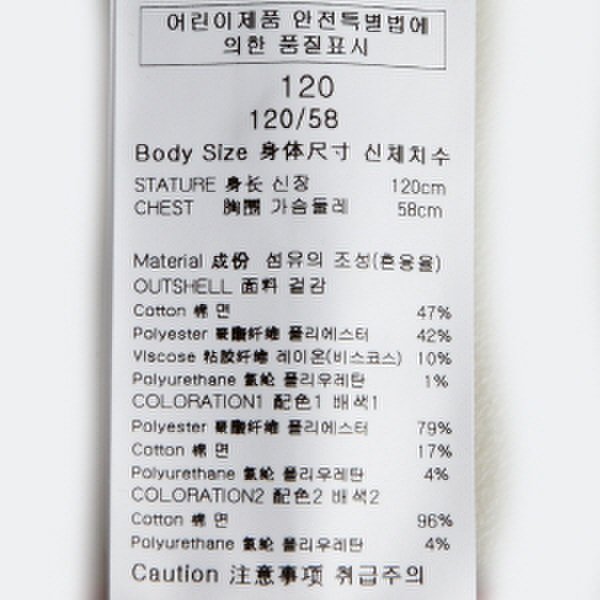 어린이제품 안전특별법에
의한 품질표시
120
120/58
Body Size 身体尺寸 신체치수
STATURE 身长 신장 120cm
CHEST 胸围 가슴둘레 58cm
Material 成份 섬유의 조성(혼용율)
OUTSHELL 面料 겉감
Cotton 棉 면 47%
Polyester 聚酯纤维 폴리에스터 42%
Viscose 粘胶纤维 레이온(비스코스) 10%
Polyurethane 氨纶 폴리우레탄 1%
COLORATION1 配色1 배색1
Polyester 聚酯纤维 폴리에스터 79%
Cotton 棉 면 17%
Polyurethane 氨纶 폴리우레탄 4%
COLORATION2 配色2 배색2
Cotton 棉 면 96%
Polyurethane 氨纶 폴리우레탄 4%
Caution 注意事项 취급주의